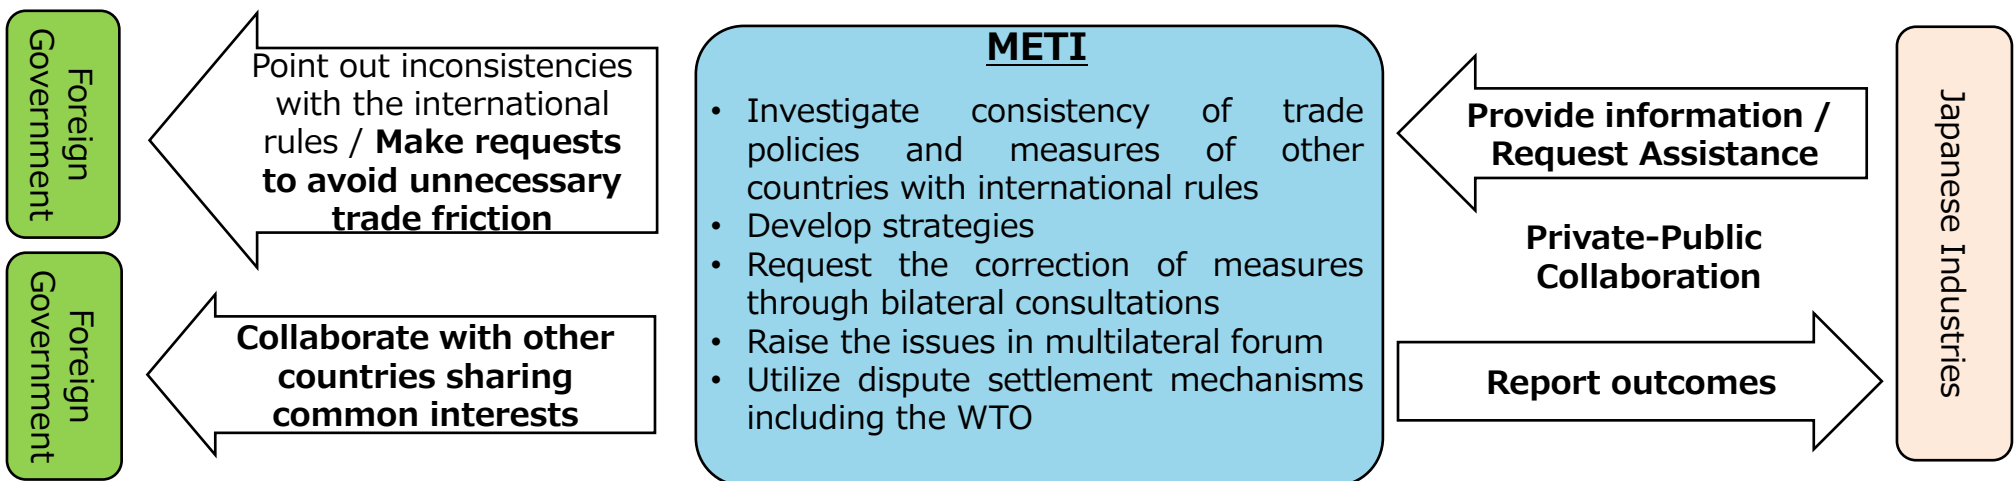 Foreign
Government
Foreign
Government
Point out inconsistencies
with the international
rules / Make requests
to avoid unnecessary
trade friction
Collaborate with other
countries sharing
common interests
METI
• Investigate consistency of trade
policies and measures of other
countries with international rules
• Develop strategies
• Request the correction of measures
through bilateral consultations
• Raise the issues in multilateral forum
• Utilize dispute settlement mechanisms
including the WTO
Provide information /
Request Assistance
Private-Public
Collaboration
Report outcomes
Japanese Industries